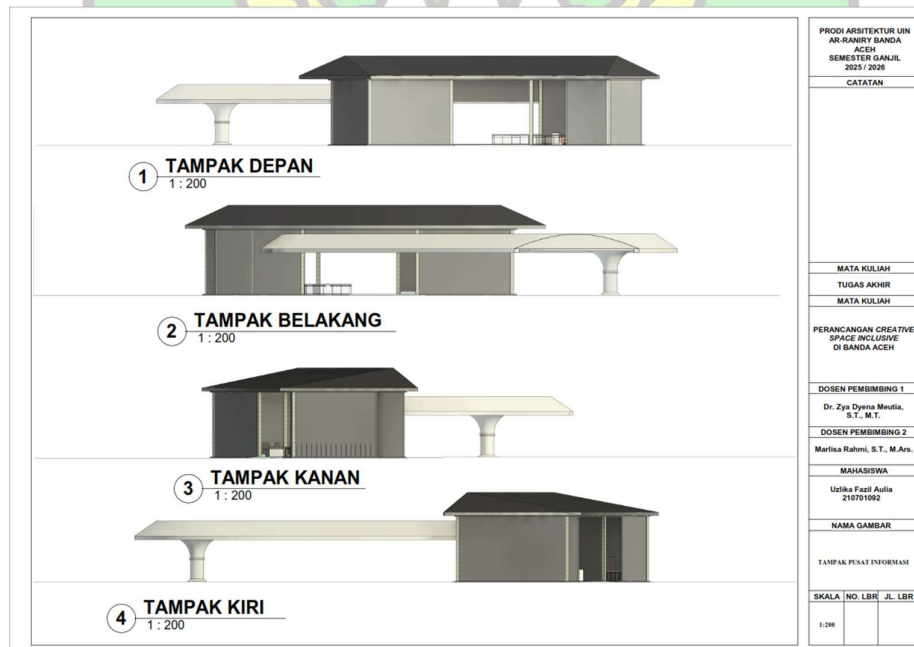 1 TAMPAK DEPAN
1 : 200
2 TAMPAK BELAKANG
1 : 200
3 TAMPAK KANAN
1 : 200
4 TAMPAK KIRI
1 : 200
PRODI ARSITEKTUR UIN
AR-RANIRY BANDA
ACEH
SEMESTER GANJIL
2025 / 2026
CATATAN
MATA KULIAH
TUGAS AKHIR
MATA KULIAH
PERANCANGAN CREATIVE
SPACE INCLUSIVE
DI BANDA ACEH
DOSEN PEMBIMBING 1
Dr. Zya Dyena Meutia,
S.T., M.T.
DOSEN PEMBIMBING 2
Marlisa Rahmi, S.T., M.Ars.
MAHASISWA
Uzlika Fazil Aulia
210701092
NAMA GAMBAR
TAMPAK PUSAT INFORMASI
SKALA NO. LBR JL. LBR
1:200